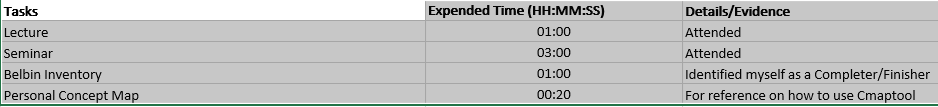 Tasks Expended Time (HH:MM:SS) Details/Evidence
Lecture 01:00 Attended
Seminar 03:00 Attended
Belbin Inventory 01:00 Identified myself as a Completer/Finisher
Personal Concept Map 00:20 For reference on how to use Cmaptool